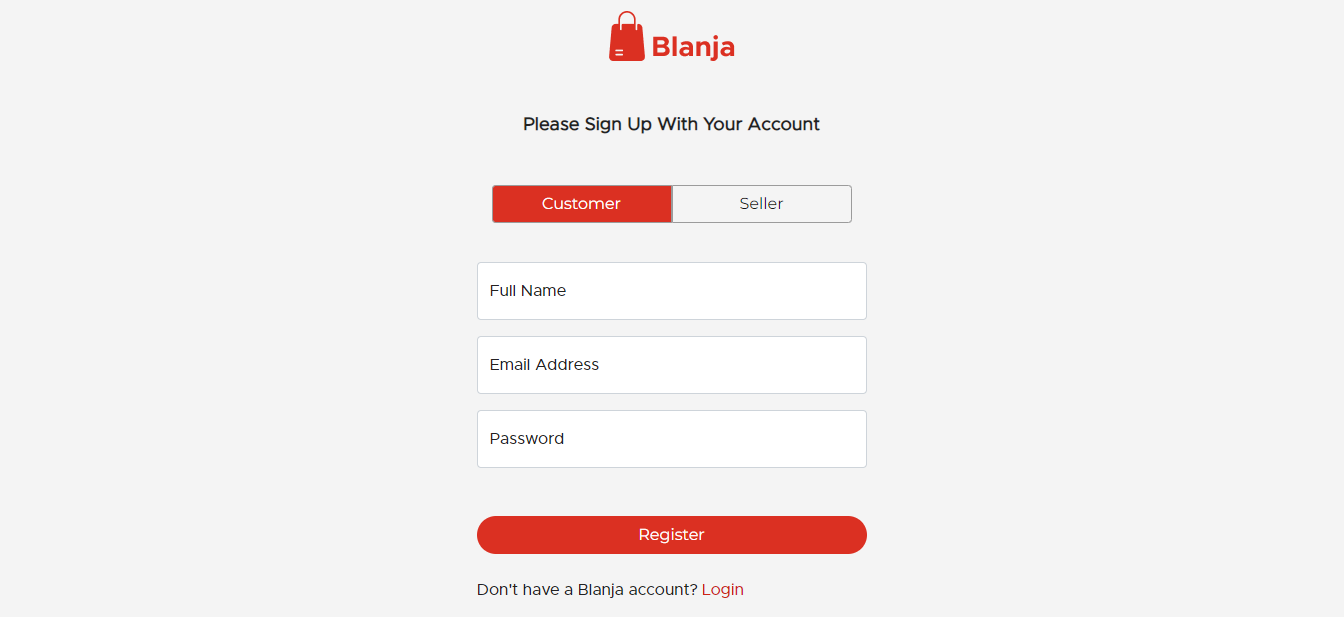 Blanja
Please Sign Up With Your Account
Customer Seller
Full Name
Email Address
Password
Register
Don't have a Blanja account? Login